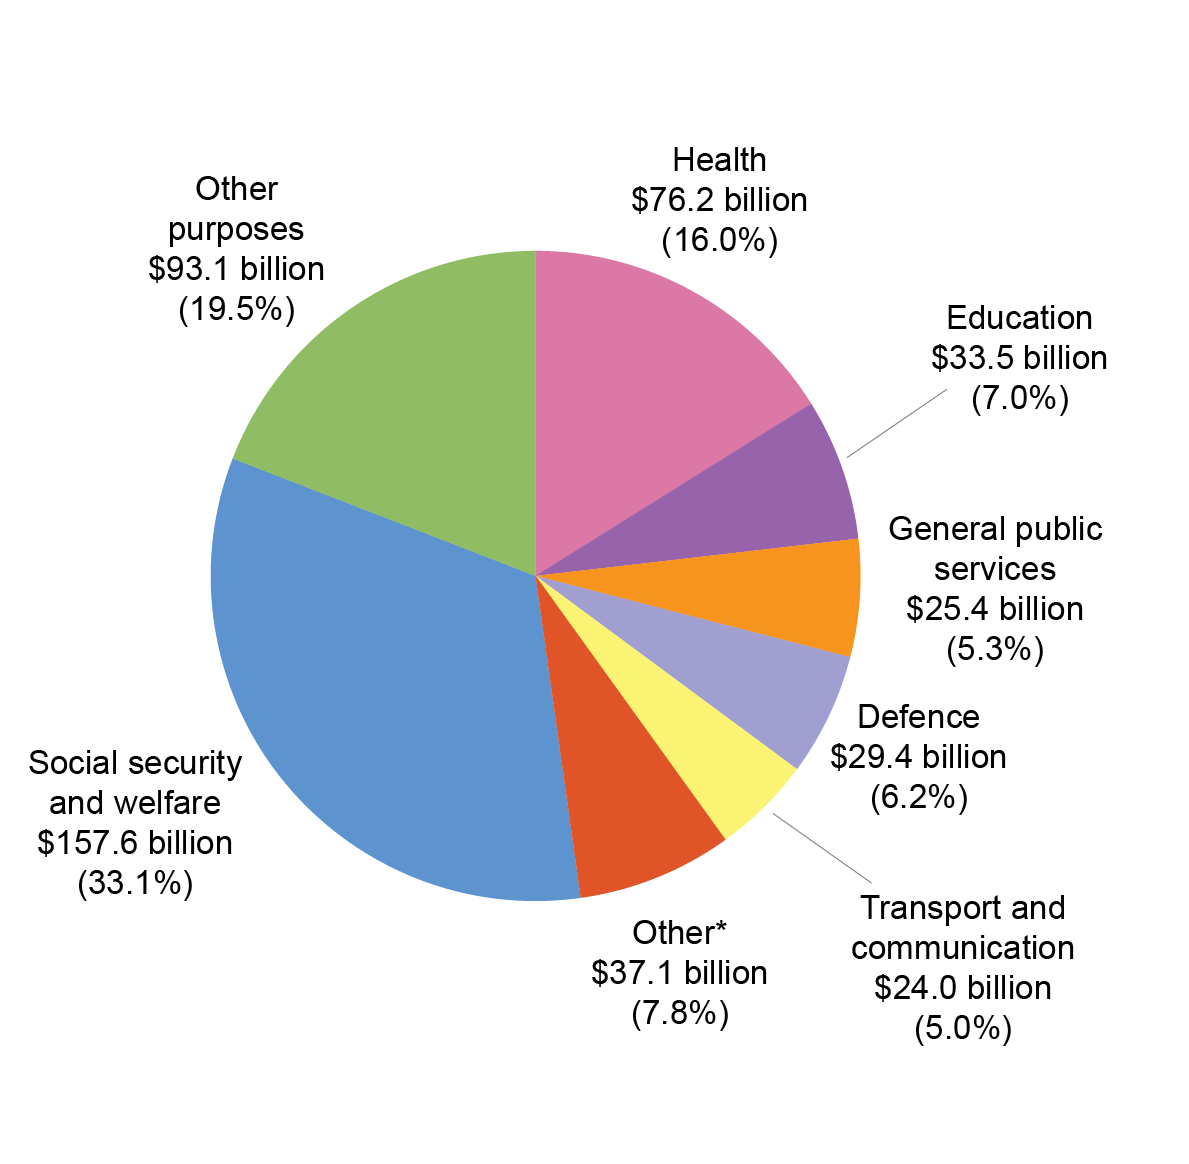 Health
$76.2 billion
(16.0%)
Education
$33.5 billion
(7.0%)
General public
services
$25.4 billion
(5.3%)
Defence
$29.4 billion
(6.2%)
Transport and
communication
$24.0 billion
(5.0%)
Other*
$37.1 billion
(7.8%)
Social security
and welfare
$157.6 billion
(33.1%)
Other
purposes
$93.1 billion
(19.5%)